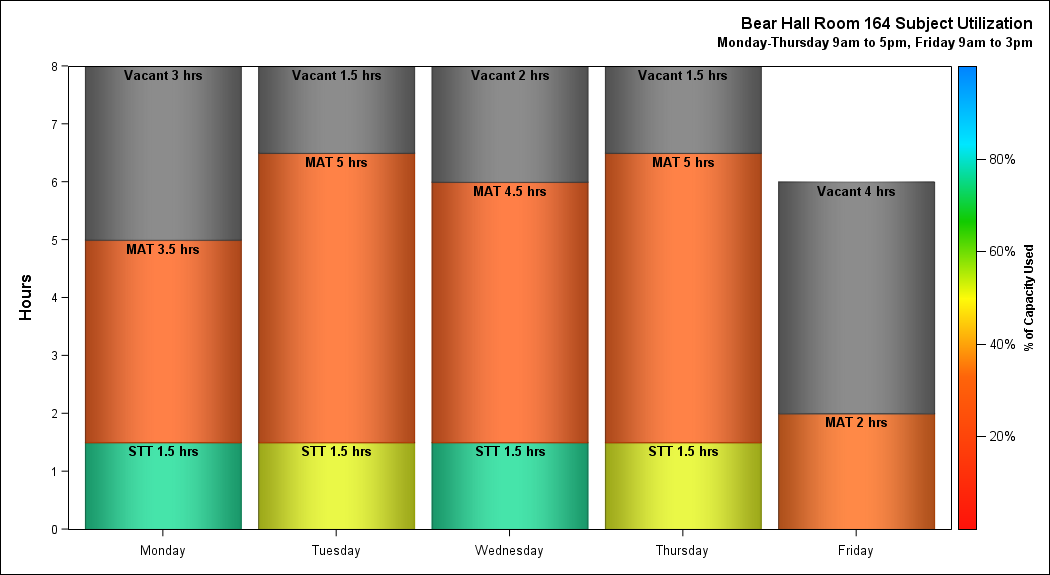 Bear Hall Room 164 Subject Utilization
Monday-Thursday 9am to 5pm, Friday 9am to 3pm
8
7
6
5
4
3
2
1
0
Hours
Vacant 3 hrs
MAT 3.5 hrs
STT 1.5 hrs
Vacant 1.5 hrs
MAT 5 hrs
STT 1.5 hrs
Vacant 2 hrs
MAT 4.5 hrs
STT 1.5 hrs
Vacant 1.5 hrs
MAT 5 hrs
STT 1.5 hrs
Vacant 4 hrs
MAT 2 hrs
Monday
Tuesday
Wednesday
Thursday
Friday
80%
60%
40%
20%
% of Capacity Used